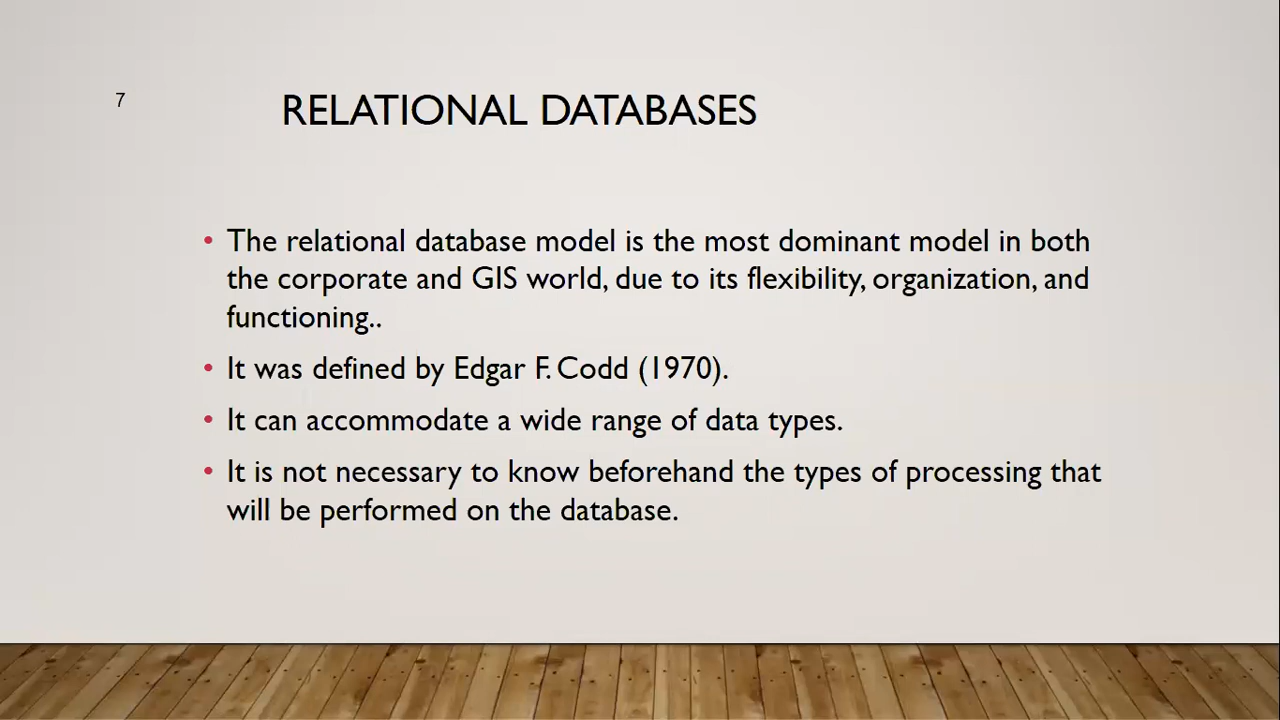 7
RELATIONAL DATABASES
• The relational database model is the most dominant model in both
the corporate and GIS world, due to its flexibility, organization, and
functioning..
• It was defined by Edgar F. Codd (1970).
• It can accommodate a wide range of data types.
• It is not necessary to know beforehand the types of processing that
will be performed on the database.